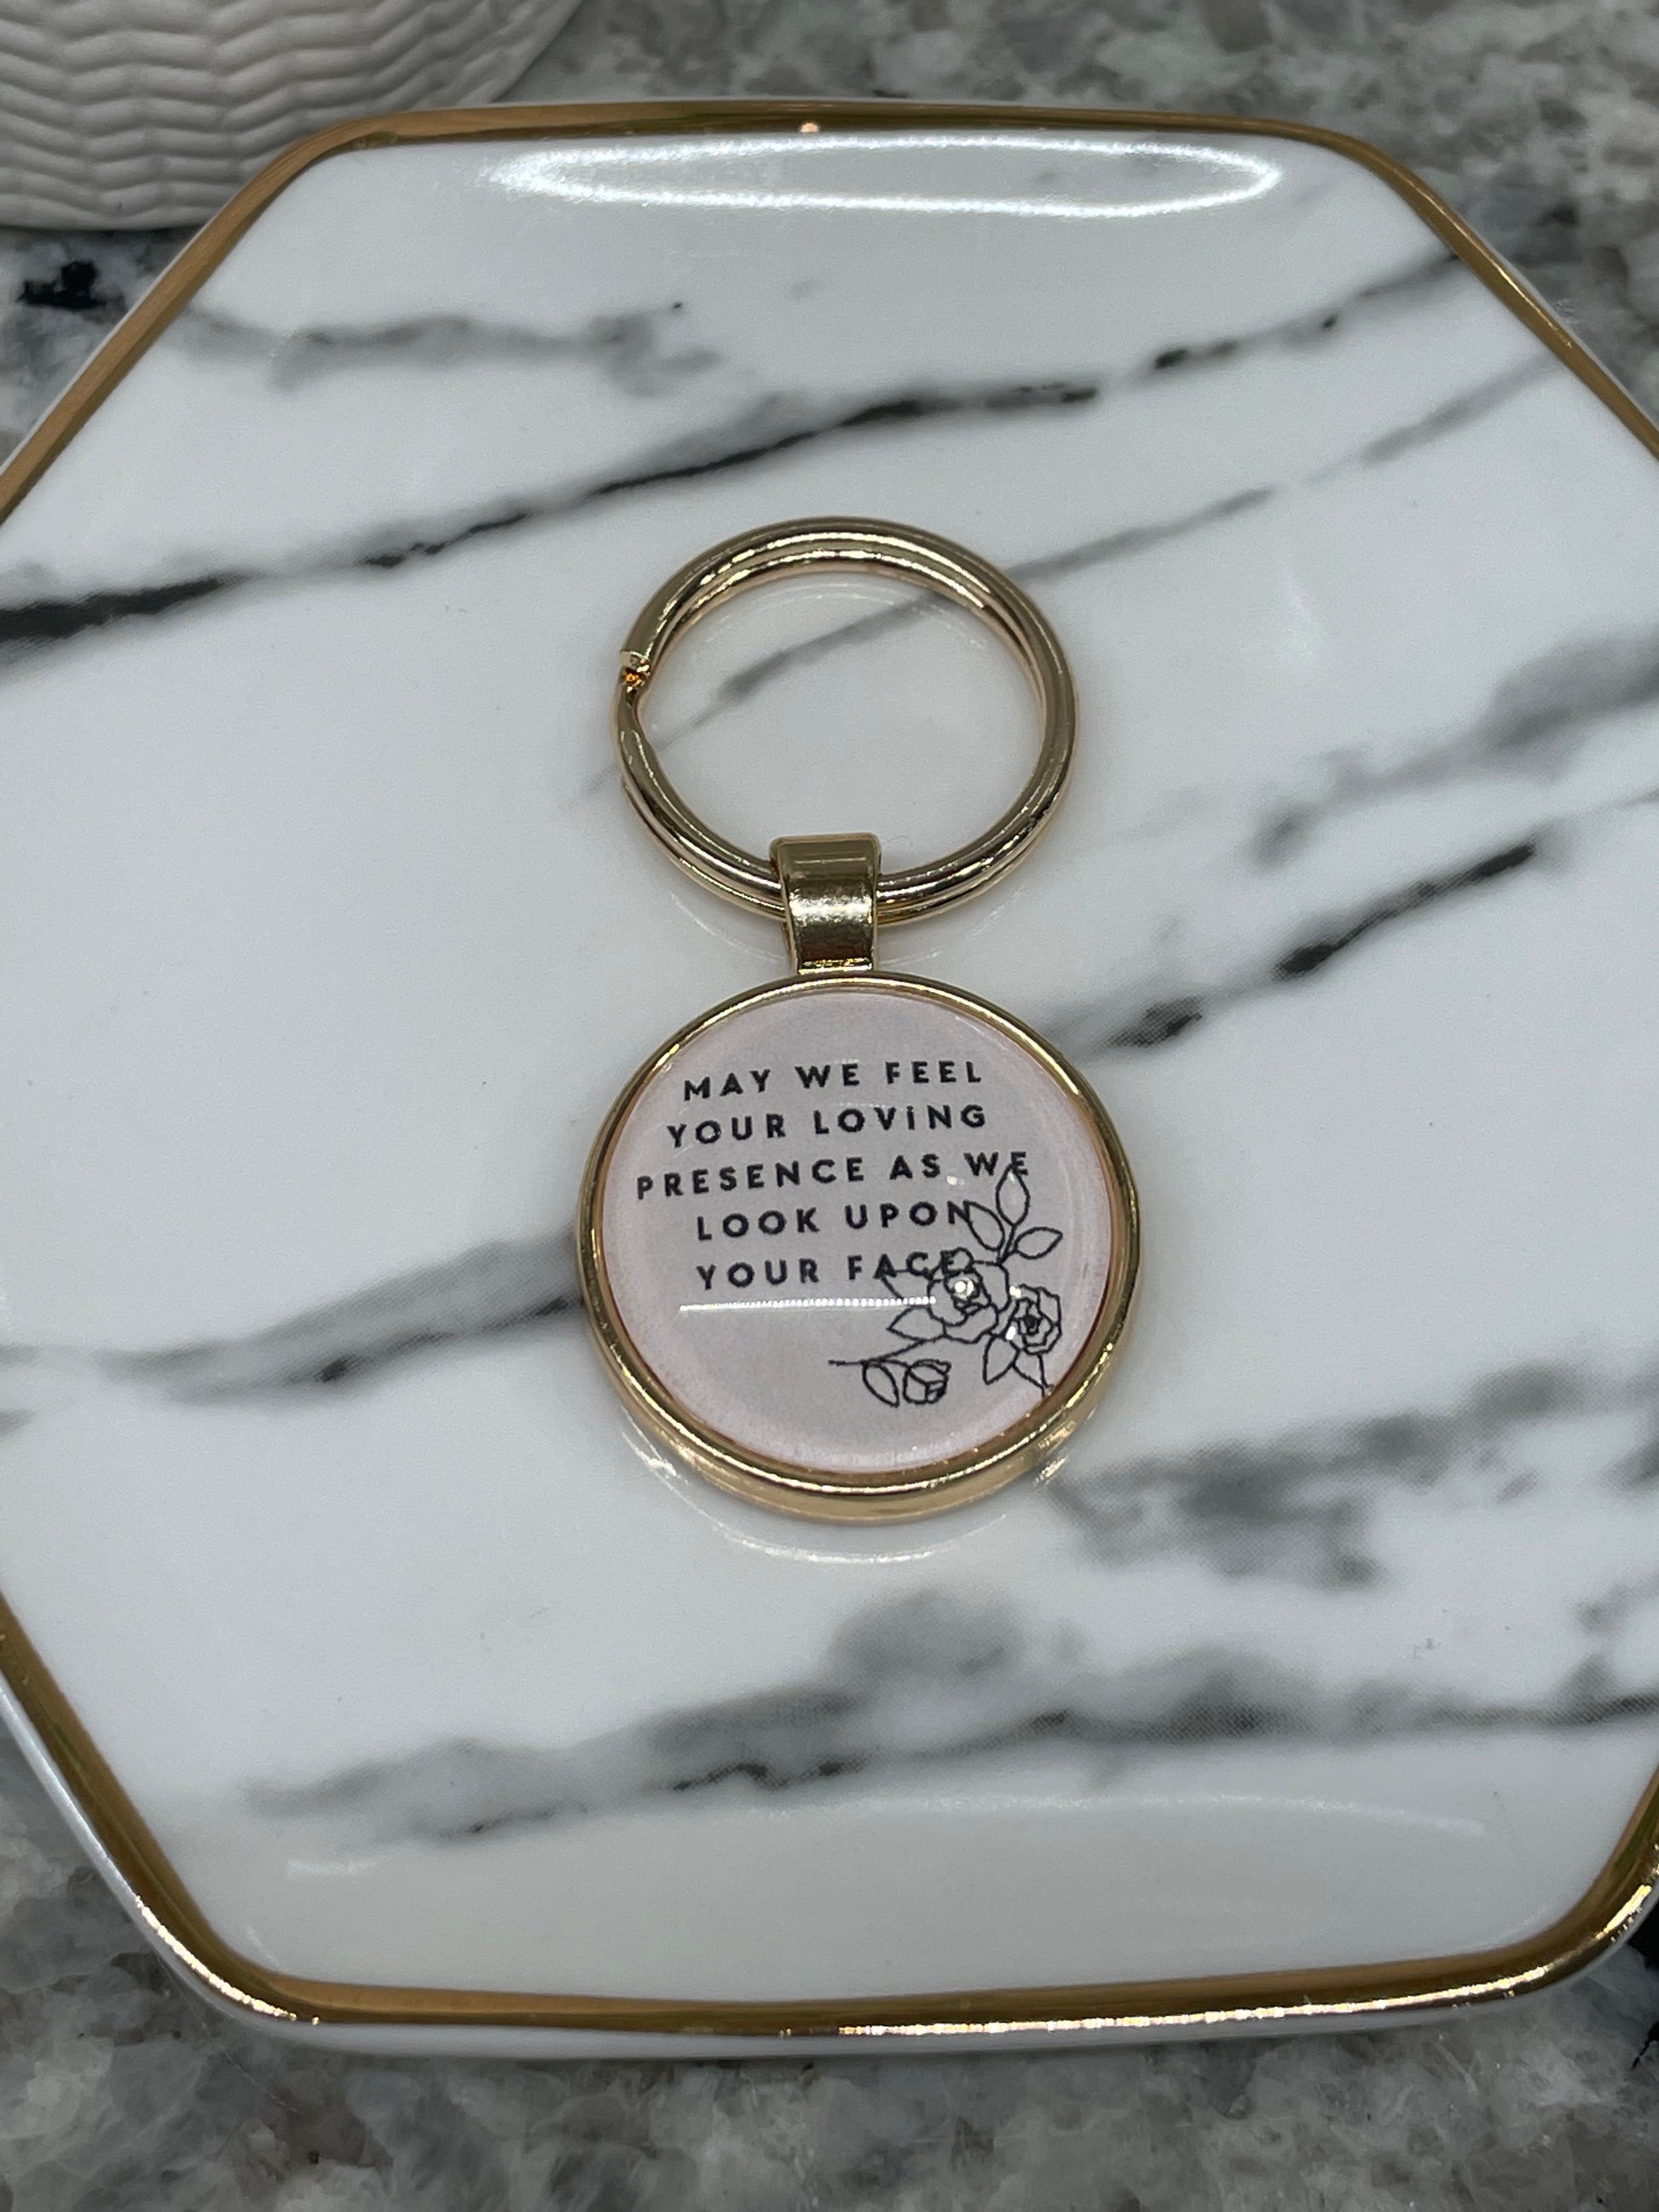 MAY WE FEEL
YOUR LOVING
PRESENCE AS WE
LOOK UPON
YOUR FACE